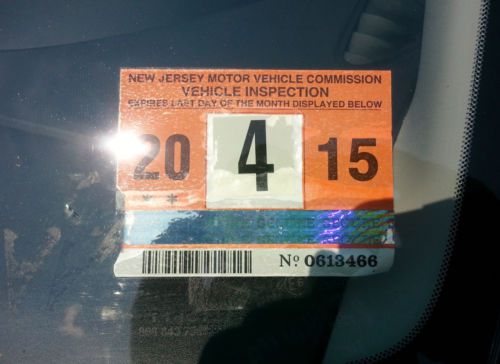 NEW JERSEY MOTOR VEHICLE COMMISSION
VEHICLE INSPECTION
EXPIRES LAST DAY OF THE MONTH DISPLAYED BELOW
20 4 15
* *
Nº 0613466